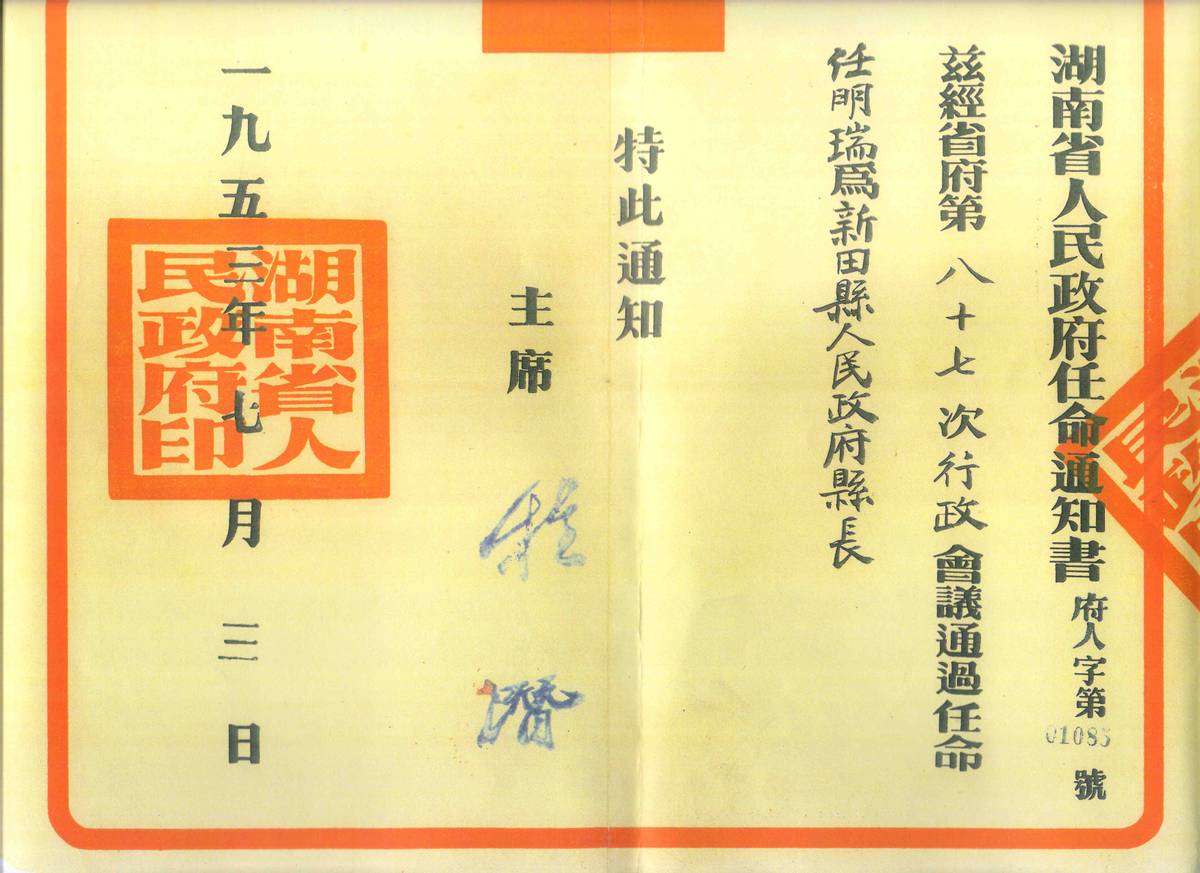 湖南省人民政府任命通知書 府人字第01085號
茲經省府第八十七次行政會議通過任命
任明瑞爲新田縣人民政府縣長
特此通知
主席 程潛
一九五三年七月三日
湖南省人
民政府印